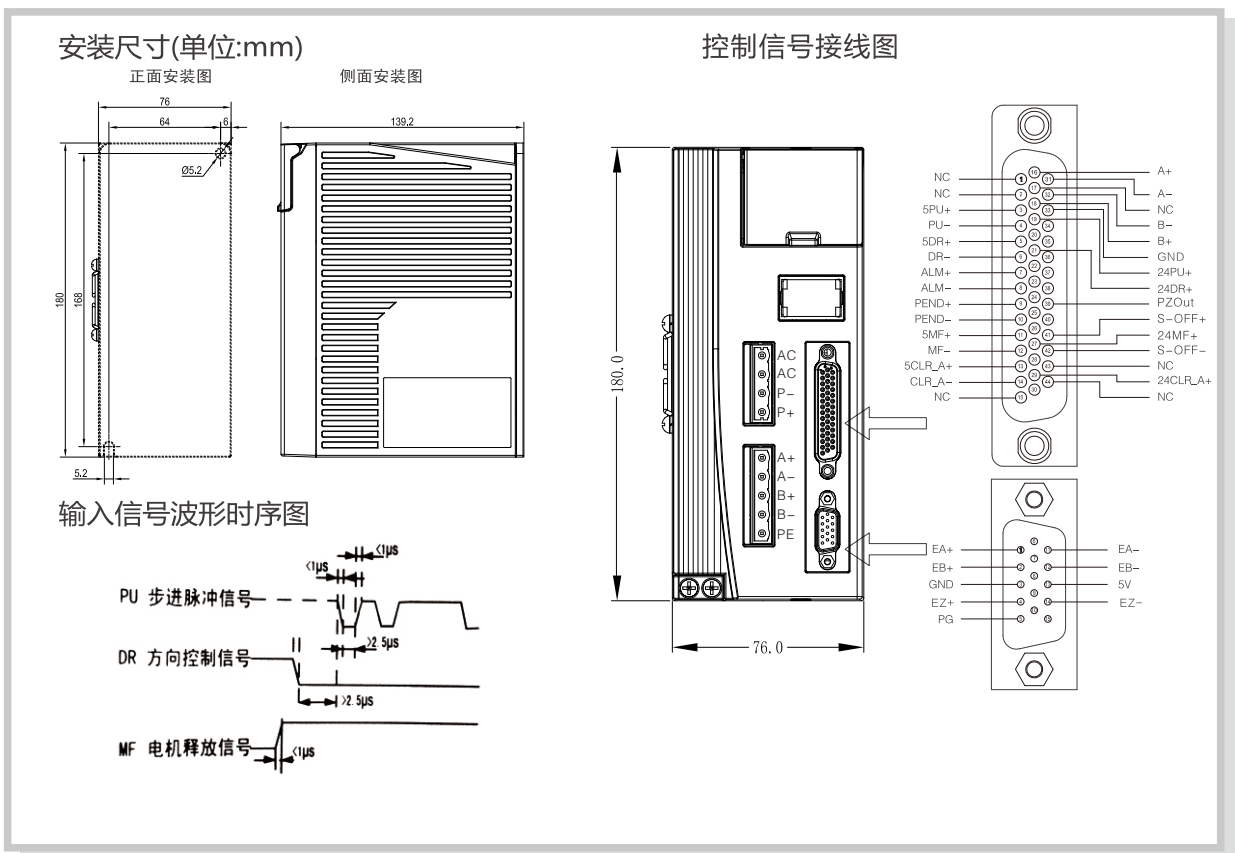 安装尺寸(单位:mm)
正面安装图
侧面安装图
76
64
6
Ø5.2
180
168
5.2
139.2
输入信号波形时序图
<1μs
<1μs
PU 步进脉冲信号
>2.5μs
DR 方向控制信号
>2.5μs
MF 电机释放信号
<1μs
控制信号接线图
180.0
76.0
AC
AC
P-
P+
A+
A-
B+
B-
PE
NC
NC
5PU+
PU-
5DR+
DR-
ALM+
ALM-
PEND+
PEND-
5MF+
MF-
5CLR_A+
CLR_A-
NC
A+
A-
NC
B-
B+
GND
24PU+
24DR+
PZOut
S-OFF+
24MF+
S-OFF-
NC
24CLR_A+
NC
EA+
EB+
GND
EZ+
PG
EA-
EB-
5V
EZ-